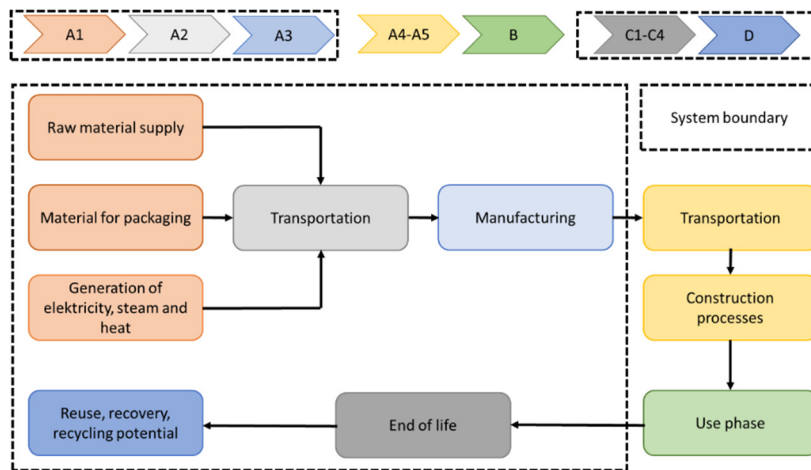 A1
A2
A3
A4-A5
B
C1-C4
D
Raw material supply
System boundary
Material for packaging
Transportation
Manufacturing
Transportation
Generation of
elektricity, steam and
heat
Construction
processes
Reuse, recovery,
recycling potential
End of life
Use phase